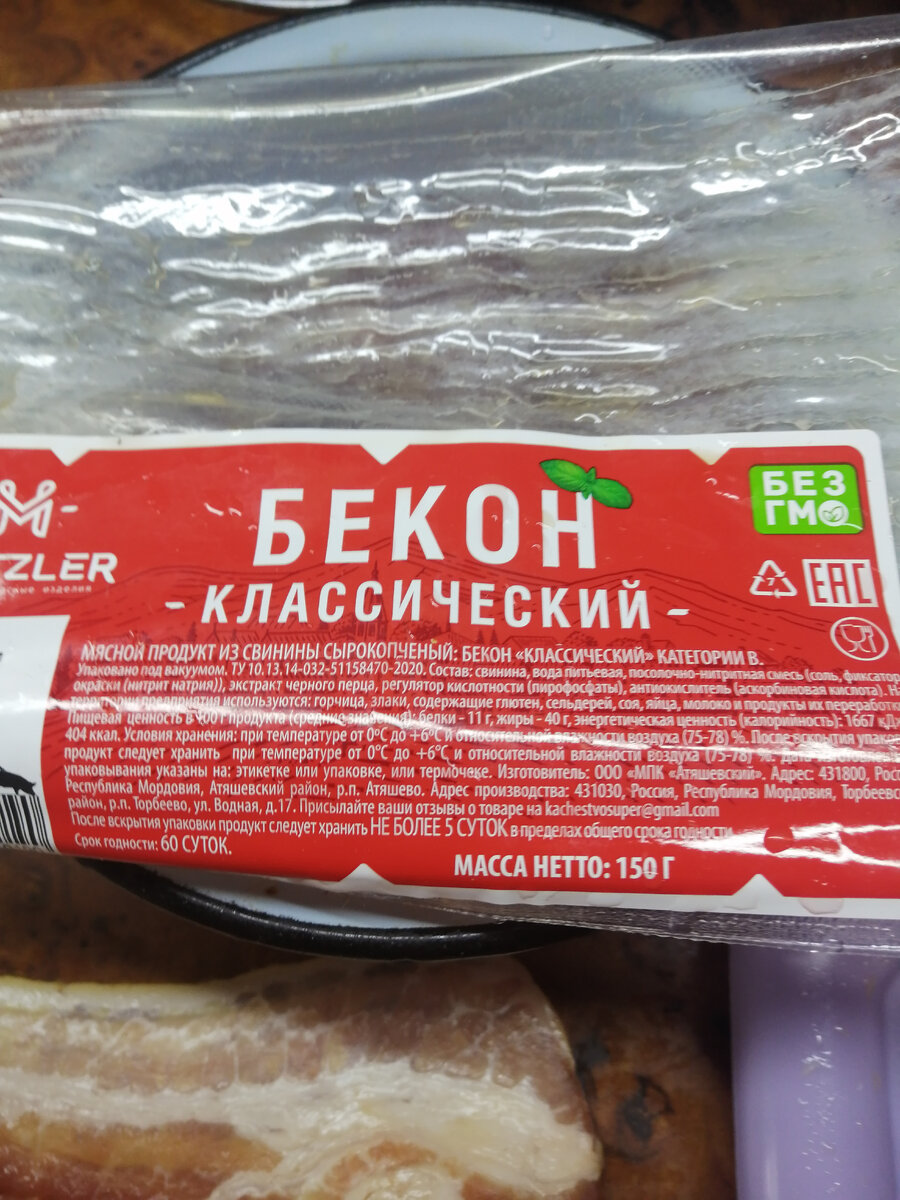 БЕКОН
- КЛАССИЧЕСКИЙ -
БЕЗ
ГМО
7
EAC
ZLER
изделия
МЯСНОЙ ПРОДУКТ ИЗ СВИНИНЫ СЫРОКОПЧЕНЫЙ: БЕКОН «КЛАССИЧЕСКИЙ» КАТЕГОРИИ В.
Упаковано под вакуумом. ТУ 10.13.14-032-51158470-2020. Состав: свинина, вода питьевая, посолочно-нитритная смесь (соль, фиксатор
окраски (нитрит натрия)), экстракт черного перца, регулятор кислотности (пирофосфаты), антиокислитель (аскорбиновая кислота).
предприятия используются: горчица, злаки, содержащие глютен, сельдерей, соя, яйца, молоко и продукты их переработки
Пищевая ценность в 100 г продукта (средние значения): белки - 11 г, жиры - 40 г, энергетическая ценность (калорийность): 1667
404 ккал. Условия хранения: при температуре от 0°С до +6°С и относительной влажности воздуха (75-78) %. После вскрытия
продукт следует хранить при температуре от 0°С до +6°С и относительной влажности воздуха (75-78) %.
упаковывания указаны на: этикетке или упаковке, или термочеке. Изготовитель: ООО «МПК «Атяшевский». Адрес: 431800,
Республика Мордовия, Атяшевский район, р.п. Атяшево. Адрес производства: 431030, Россия, Республика Мордовия,
район, р.п. Торбеево, ул. Водная, д.17. Присылайте ваши отзывы о товаре на kachestvosuper@gmail.com
После вскрытия упаковки продукт следует хранить НЕ БОЛЕЕ 5 СУТОК в пределах общего срока годности.
Срок годности: 60 СУТОК.
МАССА НЕТТО: 150 Г